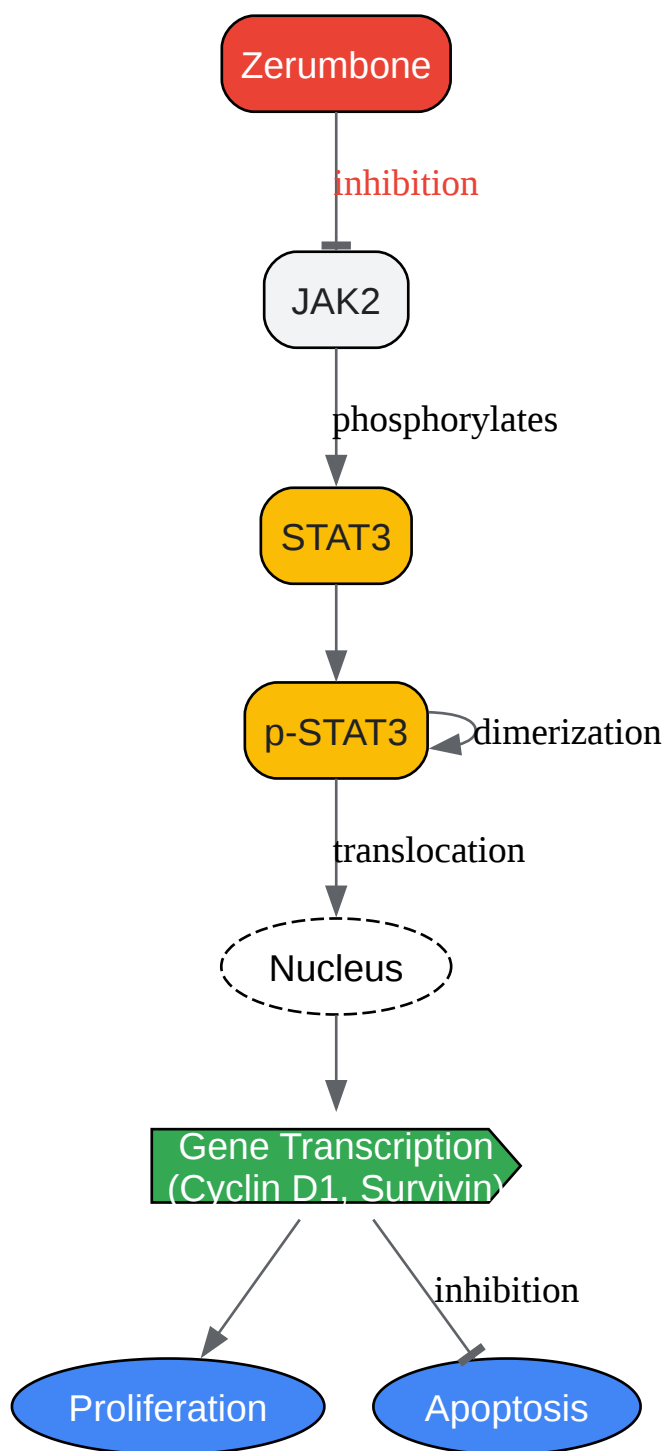 Zerumbone
inhibition
JAK2
phosphorylates
STAT3
p-STAT3
dimerization
translocation
Nucleus
Gene Transcription
(Cyclin D1, Survivin)
inhibition
Proliferation
Apoptosis